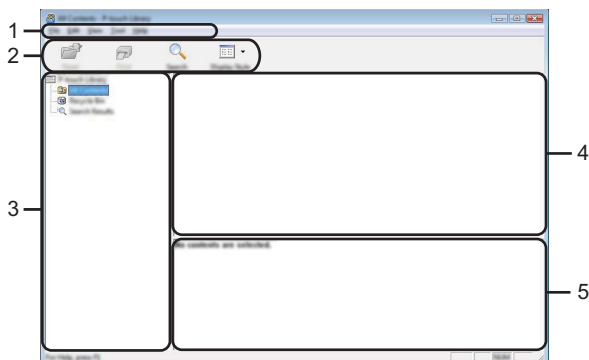 All Contents - P-touch Library
1
File Edit View Tool Help
2
Open Print Search Display Style
P-touch Library
All Contents
Recycle Bin
Search Results
3
4
No contents are selected.
5
For Help, press F1
NUM